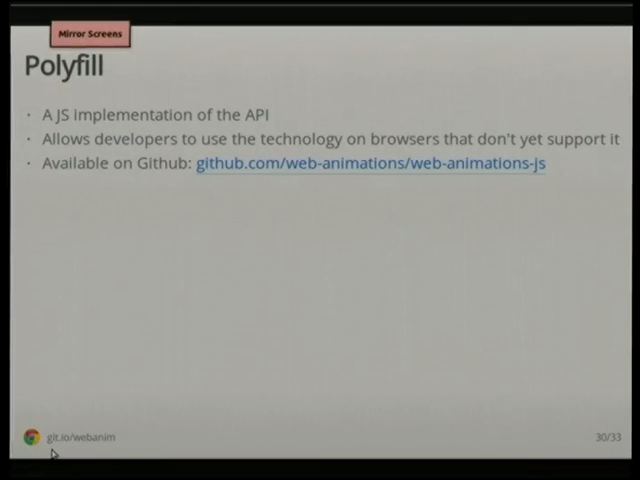 Mirror Screens
Polyfill
· A JS implementation of the API
· Allows developers to use the technology on browsers that don't yet support it
· Available on Github: github.com/web-animations/web-animations-js
git.io/webanim
30/33